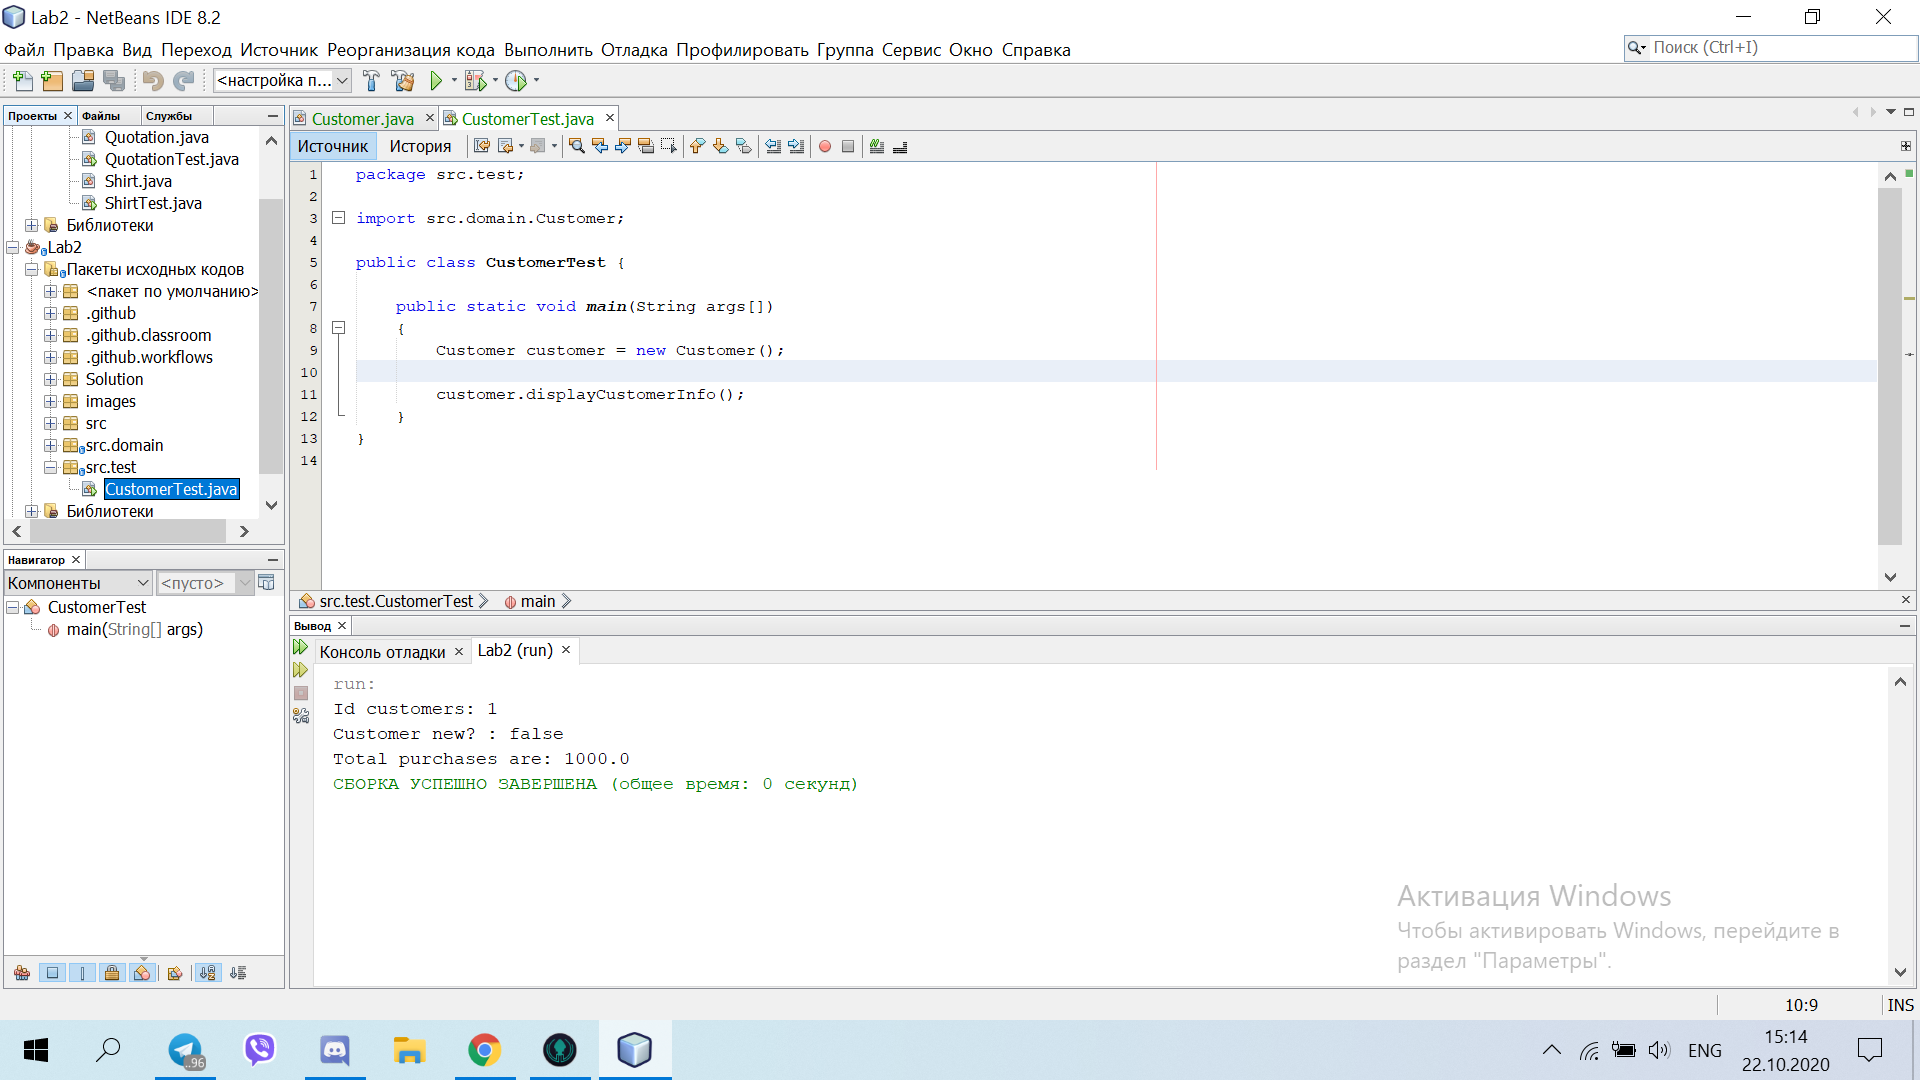 Lab2 - NetBeans IDE 8.2
Файл Правка Вид Переход Источник Реорганизация кода Выполнить Отладка Профилировать Группа Сервис Окно Справка
Поиск (Ctrl+I)
<настройка п...
Проекты Файлы Службы
Quotation.java
QuotationTest.java
Shirt.java
ShirtTest.java
Библиотеки
Lab2
Пакеты исходных кодов
<пакет по умолчанию>
.github
.github.classroom
.github.workflows
Solution
images
src
src.domain
src.test
CustomerTest.java
Библиотеки
Навигатор
Компоненты <пусто>
CustomerTest
main(String[] args)
Customer.java CustomerTest.java
Источник История
1 package src.test;
2
3 import src.domain.Customer;
4
5 public class CustomerTest {
6
7 public static void main(String args[])
8 {
9 Customer customer = new Customer();
10
11 customer.displayCustomerInfo();
12 }
13 }
14
src.test.CustomerTest main
Вывод
Консоль отладки Lab2 (run)
run:
Id customers: 1
Customer new? : false
Total purchases are: 1000.0
СБОРКА УСПЕШНО ЗАВЕРШЕНА (общее время: 0 секунд)
Активация Windows
Чтобы активировать Windows, перейдите в
раздел "Параметры".
10:9 INS
..96
ENG
15:14
22.10.2020